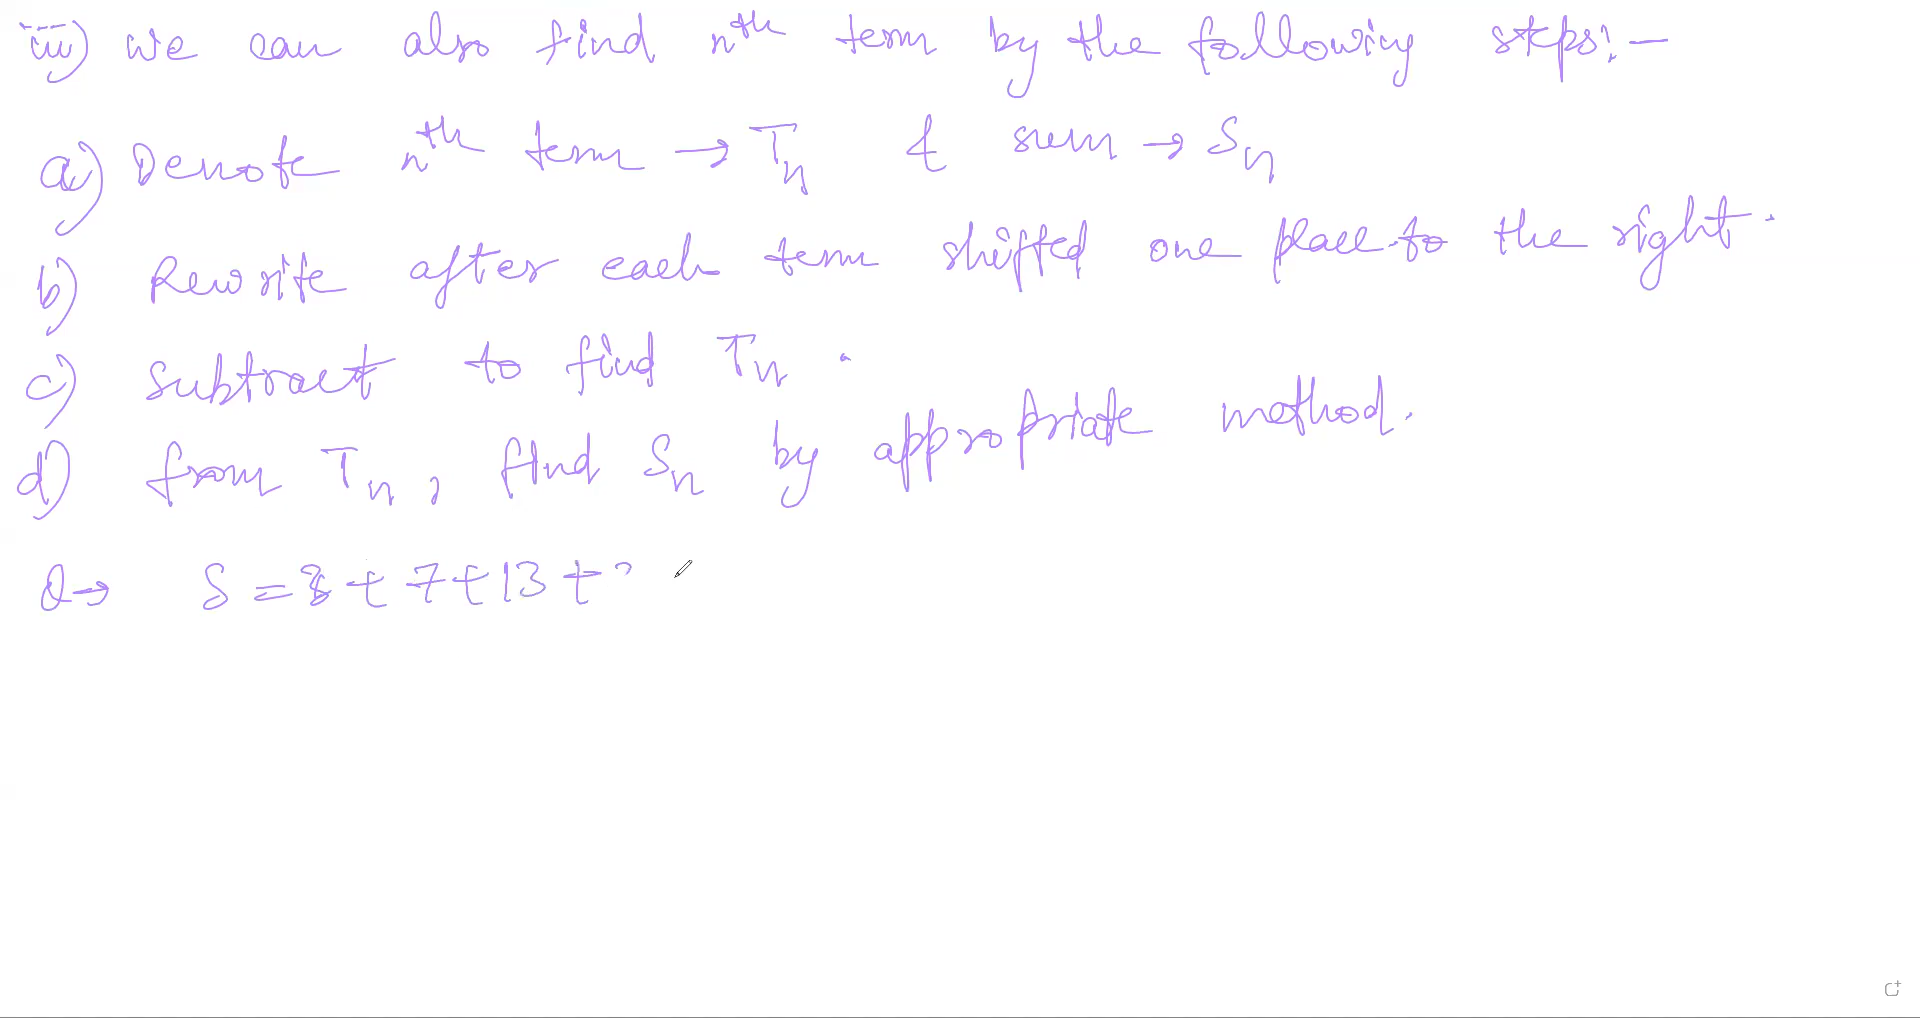 iii) we can also find nth term by the following steps:-
a) Denote nth term → Tn & sum → Sn
b) Rewrite after each term shifted one place to the right.
c) subtract to find Tn.
d) from Tn, find Sn by appropriate method.
Q→ S = 3 + 7 + 13 +